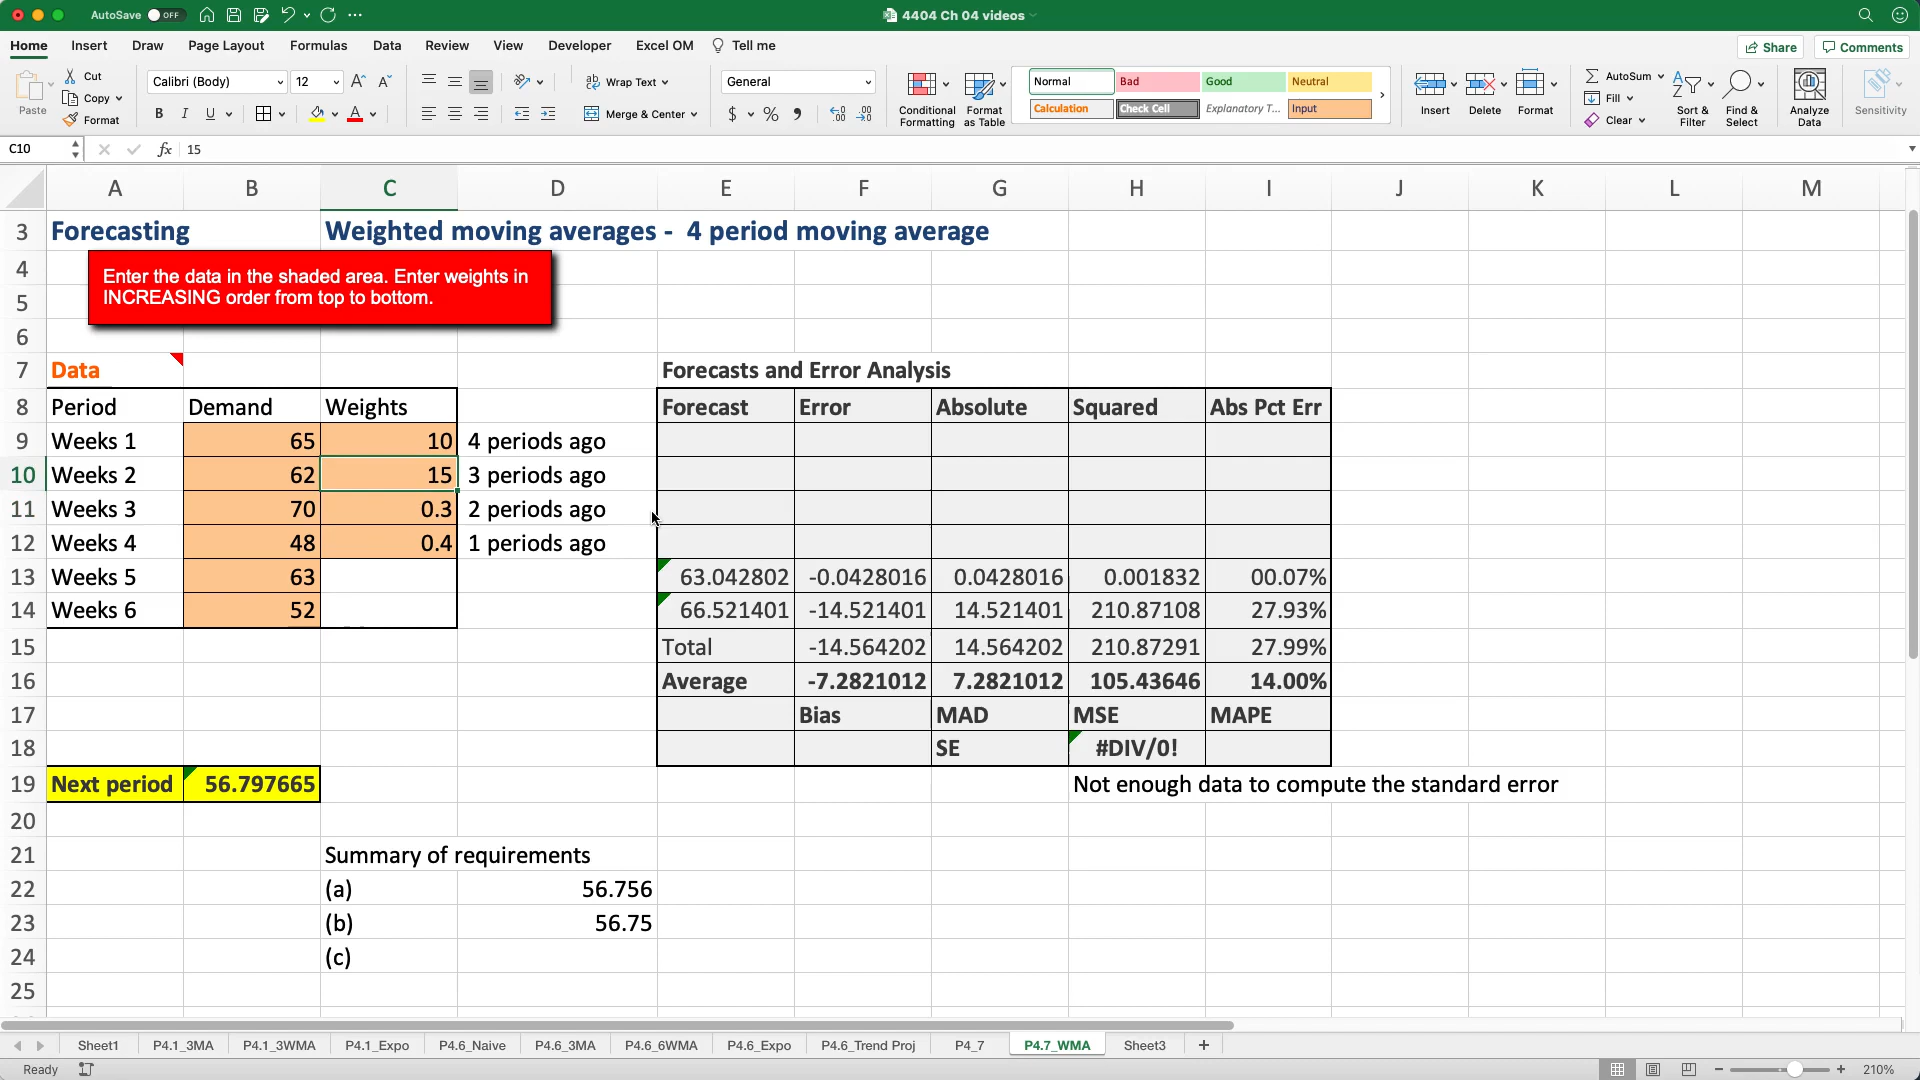 AutoSave OFF
4404 Ch 04 videos
Home Insert Draw Page Layout Formulas Data Review View Developer Excel OM Tell me
Share Comments
Paste
Cut
Copy
Format
Calibri (Body) 12 A^ A
B I U
Wrap Text
Merge & Center
General
$ % 9
Conditional Formatting
Format as Table
Normal Bad Good Neutral
Calculation Check Cell Explanatory T... Input
Insert Delete Format
AutoSum
Fill
Clear
Sort & Filter
Find & Select
Analyze Data
Sensitivity
C10 fx 15
A B C D E F G H I J K L M
3 Forecasting Weighted moving averages - 4 period moving average
4
Enter the data in the shaded area. Enter weights in
INCREASING order from top to bottom.
5
6
7 Data Forecasts and Error Analysis
8 Period Demand Weights Forecast Error Absolute Squared Abs Pct Err
9 Weeks 1 65 10 4 periods ago
10 Weeks 2 62 15 3 periods ago
11 Weeks 3 70 0.3 2 periods ago
12 Weeks 4 48 0.4 1 periods ago
13 Weeks 5 63 63.042802 -0.0428016 0.0428016 0.001832 00.07%
14 Weeks 6 52 66.521401 -14.521401 14.521401 210.87108 27.93%
15 Total -14.564202 14.564202 210.87291 27.99%
16 Average -7.2821012 7.2821012 105.43646 14.00%
17 Bias MAD MSE MAPE
18 SE #DIV/0!
19 Next period 56.797665 Not enough data to compute the standard error
20
21 Summary of requirements
22 (a) 56.756
23 (b) 56.75
24 (c)
25
Sheet1 P4.1_3MA P4.1_3WMA P4.1_Expo P4.6_Naive P4.6_3MA P4.6_6WMA P4.6_Expo P4.6_Trend Proj P4_7 P4.7_WMA Sheet3 +
Ready 210%